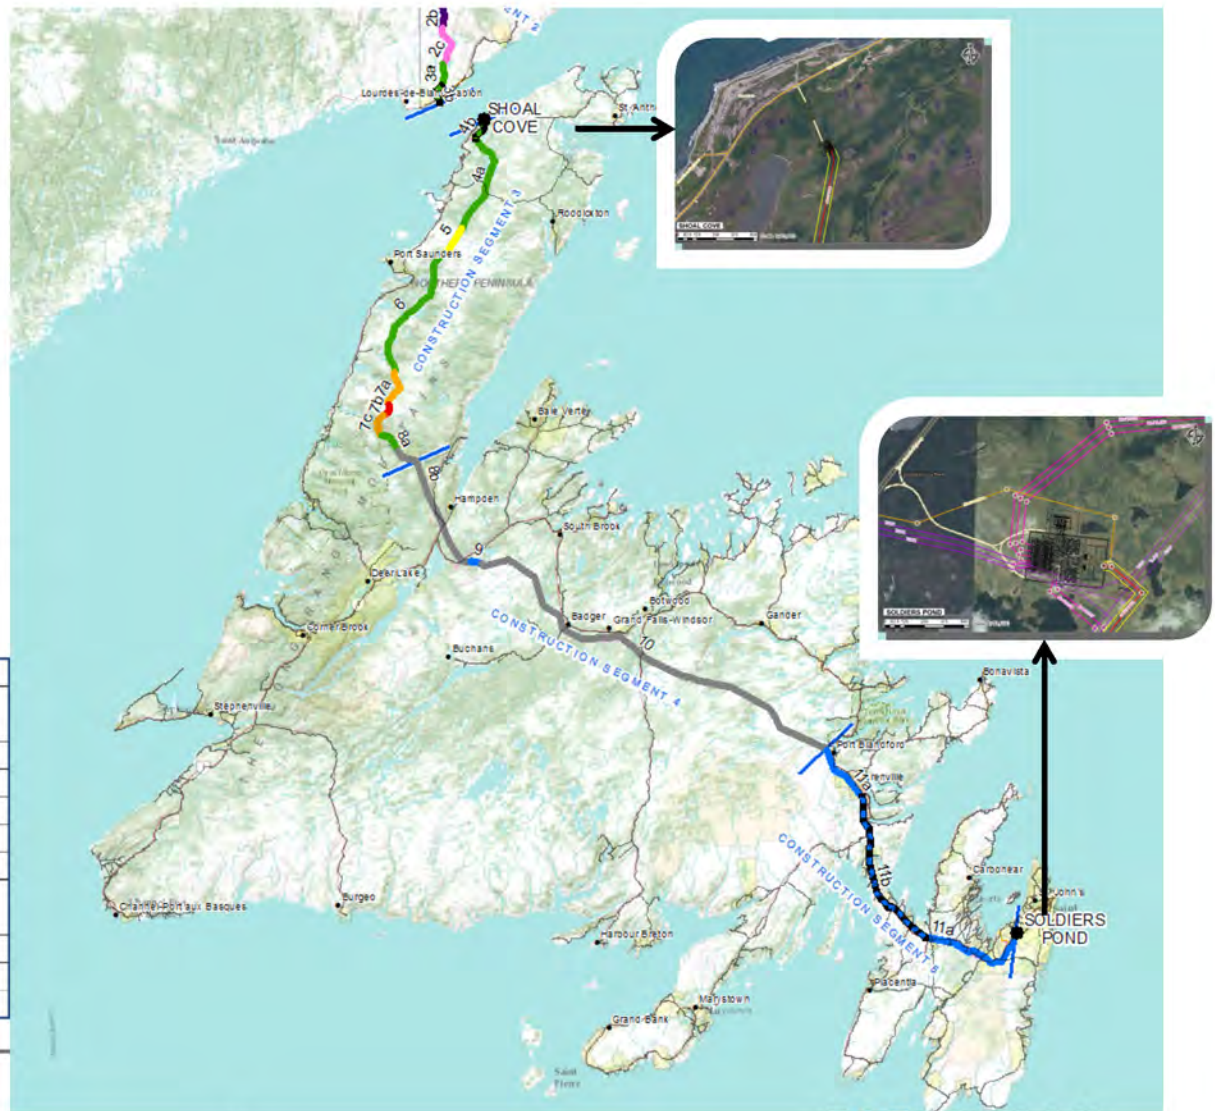 2b
ENT 2
2c
3a
Lourdes-de-Blanc-Sablon
SHOAL
COVE
St. Anth
4b
4a
CONSTRUCTION SEGMENT 3
Roddickton
5
Port Saunders
NORTHERN PENINSULA
6
7a
7b
7c
8a
8b
SHOAL COVE
Baie Verte
Hampden
South Brook
9
Deer Lake
Corner Brook
Botwood
Badger
Grand Falls-Windsor
Gander
10
Buchans
CONSTRUCTION SEGMENT 4
SOLDIERS POND
Bonavista
Stephenville
Port Blandford
11a
renville
CONSTRUCTION SEGMENT 5
11b
Carbonear
St. John's
SOLDIERS
POND
11a
Channel-Port aux Basques
Burgeo
Harbour Breton
Placentia
Marystown
Grand Bank
Saint
Pierre